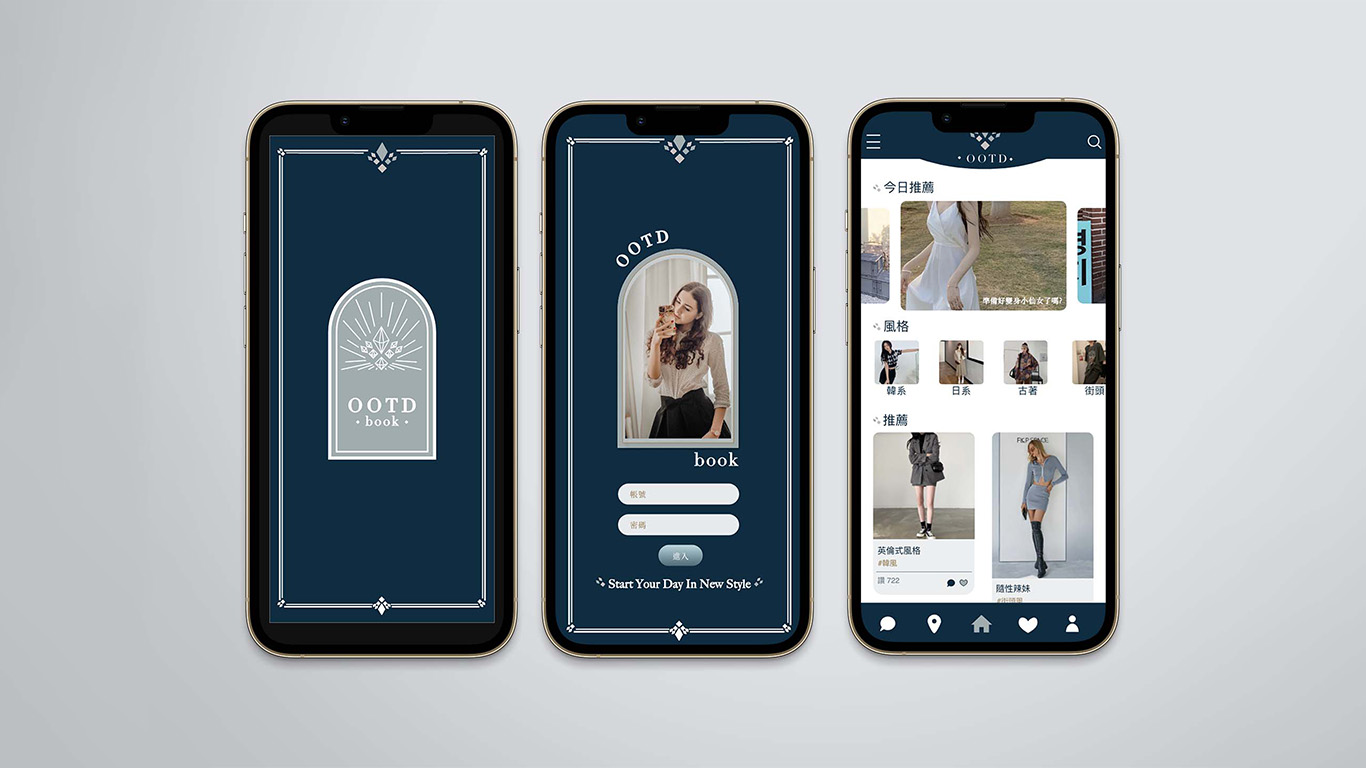 OOTD
• book •
OOTD
book
帳號
密碼
進入
Start Your Day In New Style
• OOTD •
今日推薦
準備好變身小仙女了嗎?
風格
韓系
日系
古著
街頭
推薦
英倫式風格
#韓風
讚 722
隨性辣妹
#街頭風